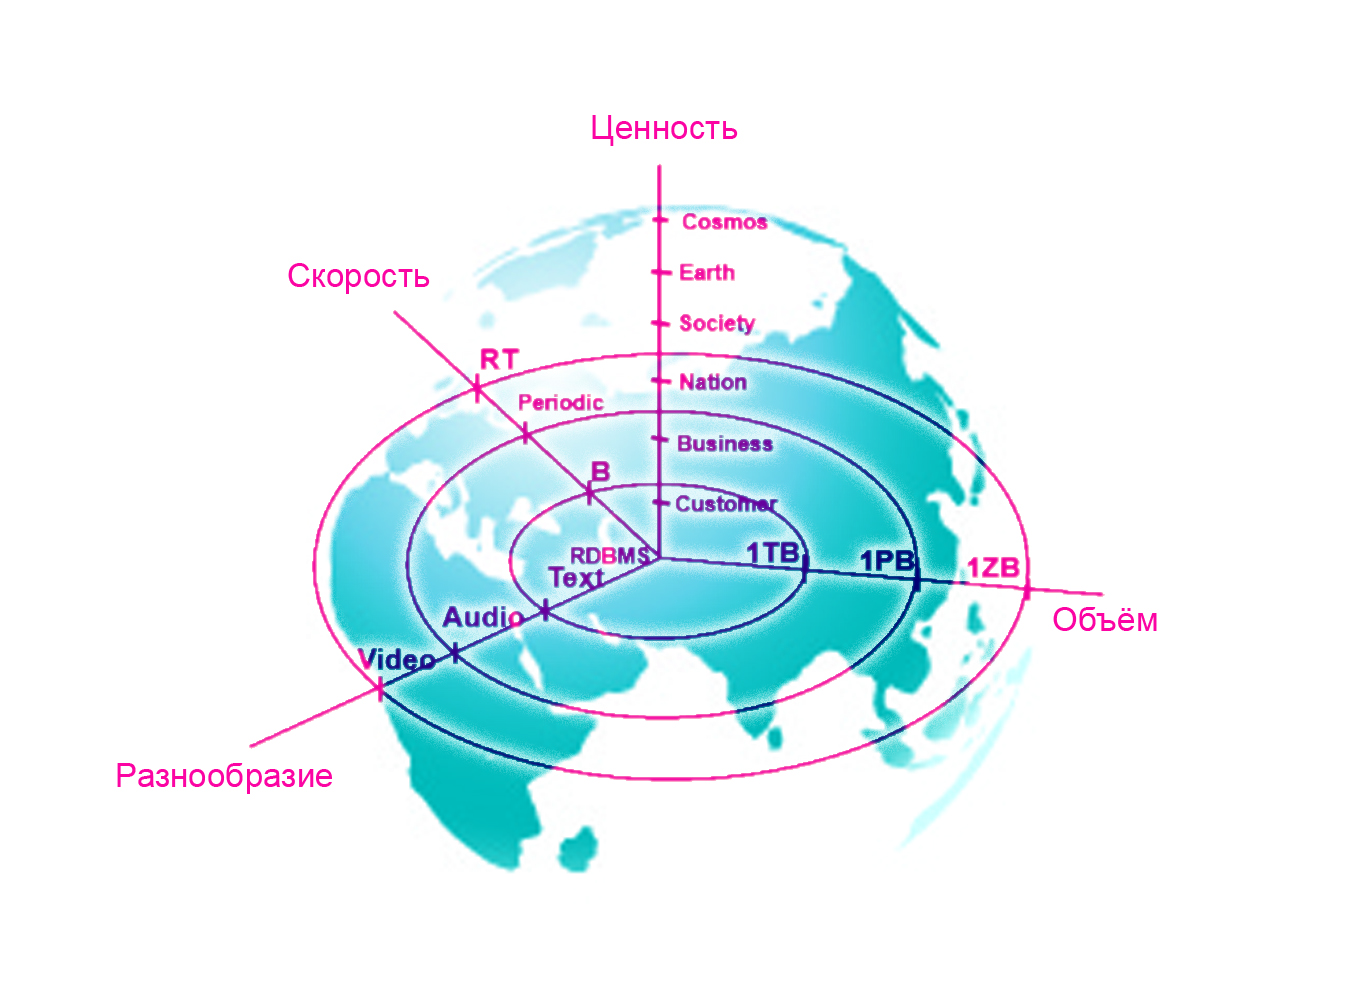 Ценность
Cosmos
Скорость
Earth
Society
RT
Nation
Periodic
Business
B
Customer
RDBMS
1TB
1PB
1ZB
Text
Audio
Объём
Video
Разнообразие